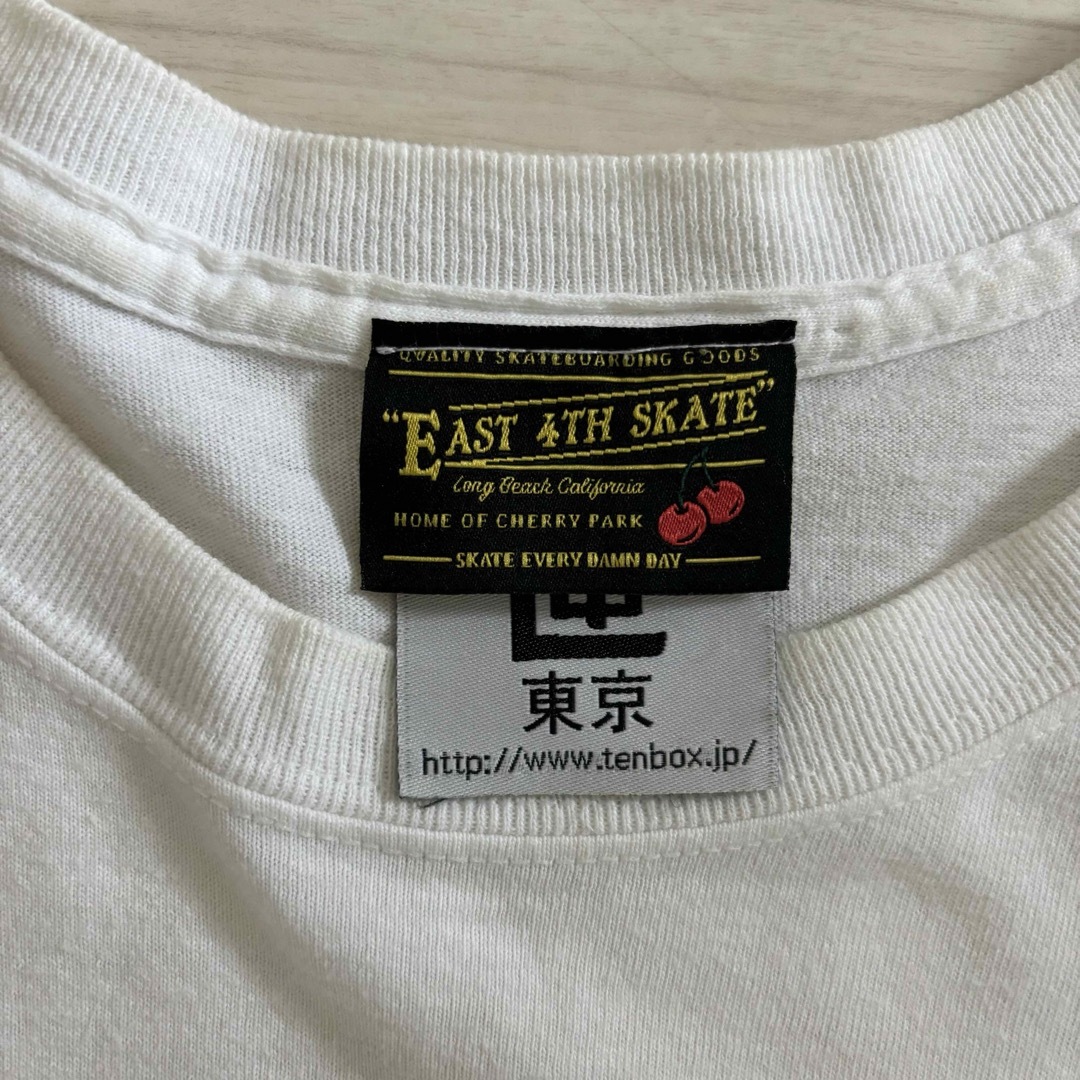 QUALITY SKATEBOARDING GOODS
"EAST 4TH SKATE"
Long Beach California
HOME OF CHERRY PARK
SKATE EVERY DAMN DAY
東京
http://www.tenbox.jp/